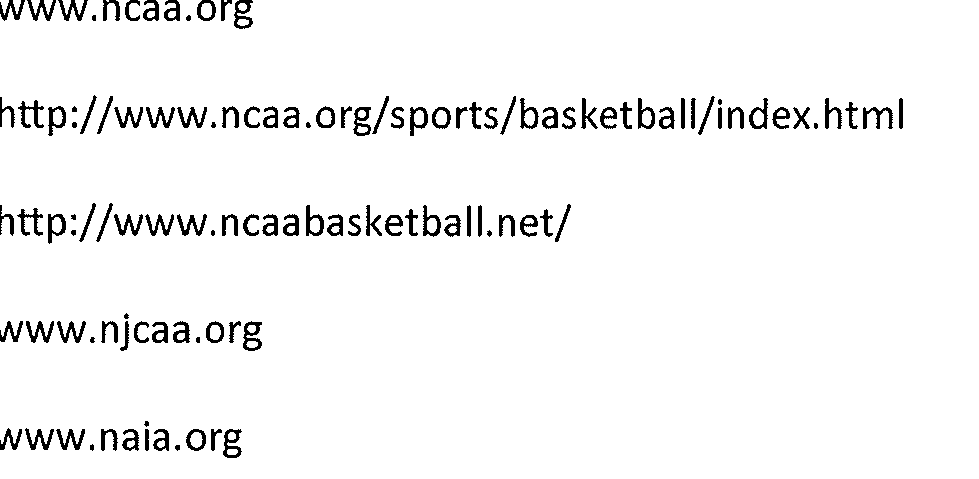 www.ncaa.org
http://www.ncaa.org/sports/basketball/index.html
http://www.ncaabasketball.net/
www.njcaa.org
www.naia.org